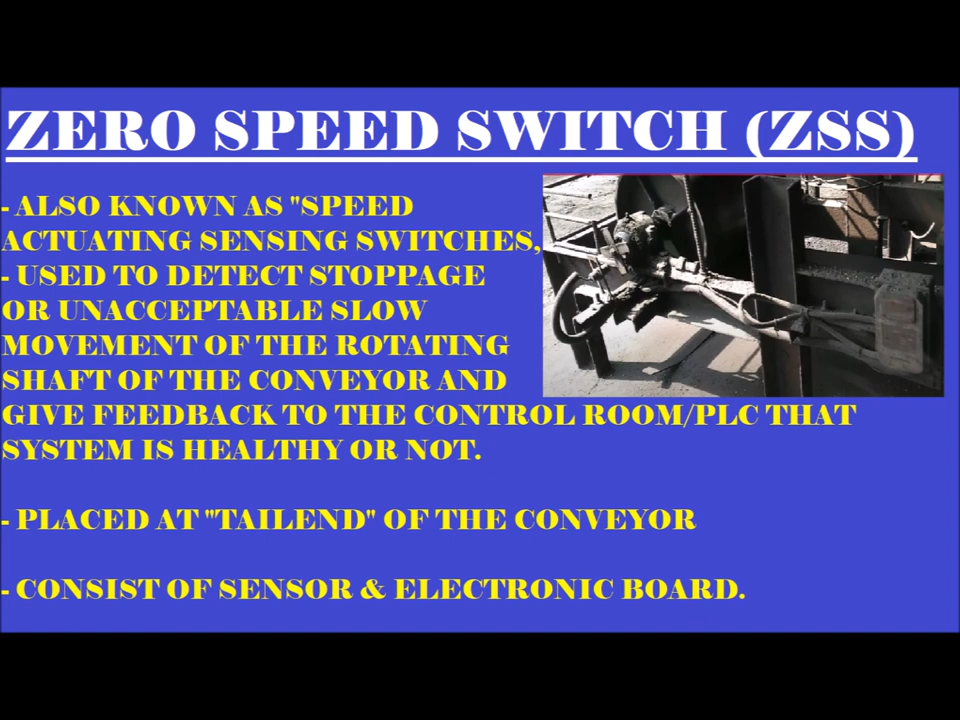 ZERO SPEED SWITCH (ZSS)
- ALSO KNOWN AS "SPEED
ACTUATING SENSING SWITCHES,
- USED TO DETECT STOPPAGE
OR UNACCEPTABLE SLOW
MOVEMENT OF THE ROTATING
SHAFT OF THE CONVEYOR AND
GIVE FEEDBACK TO THE CONTROL ROOM/PLC THAT
SYSTEM IS HEALTHY OR NOT.
- PLACED AT "TAILEND" OF THE CONVEYOR
- CONSIST OF SENSOR & ELECTRONIC BOARD.